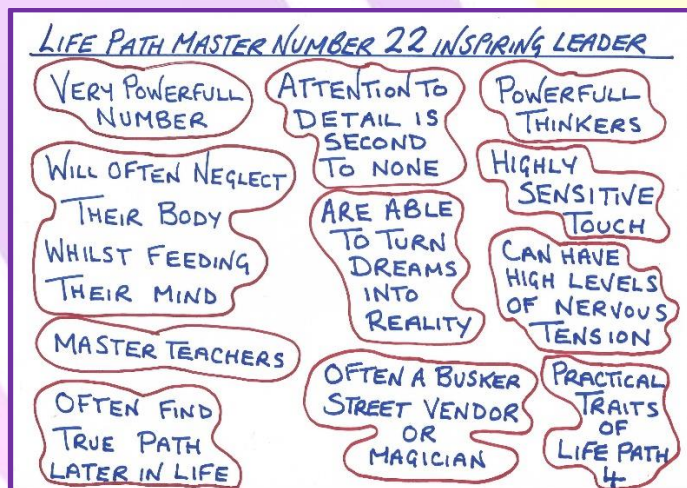 LIFE PATH MASTER NUMBER 22 INSPIRING LEADER
VERY POWERFULL
NUMBER
ATTENTION TO
DETAIL IS
SECOND
TO NONE
POWERFULL
THINKERS
WILL OFTEN NEGLECT
THEIR BODY
WHILST FEEDING
THEIR MIND
ARE ABLE
TO TURN
DREAMS
INTO
REALITY
HIGHLY
SENSITIVE
TOUCH
CAN HAVE
HIGH LEVELS
OF NERVOUS
TENSION
MASTER TEACHERS
OFTEN FIND
TRUE PATH
LATER IN LIFE
OFTEN A BUSKER
STREET VENDOR
OR
MAGICIAN
PRACTICAL
TRAITS
OF
LIFE PATH
4